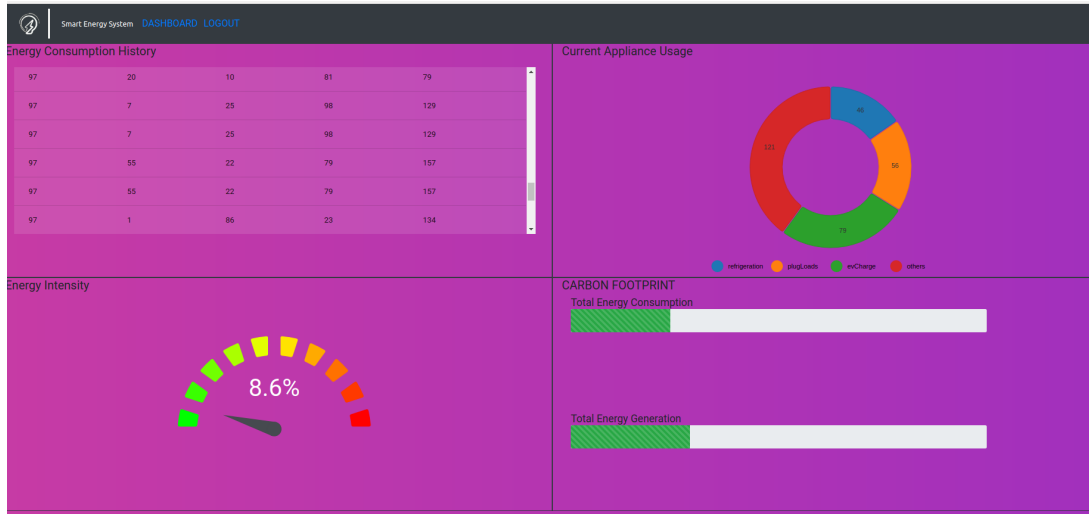 Smart Energy System DASHBOARD LOGOUT
Energy Consumption History
97 20 10 81 79
97 7 25 98 129
97 7 25 98 129
97 55 22 79 157
97 55 22 79 157
97 1 86 23 134
Current Appliance Usage
46
121
56
79
refrigeration plugLoads evCharge others
Energy Intensity
8.6%
CARBON FOOTPRINT
Total Energy Consumption
Total Energy Generation